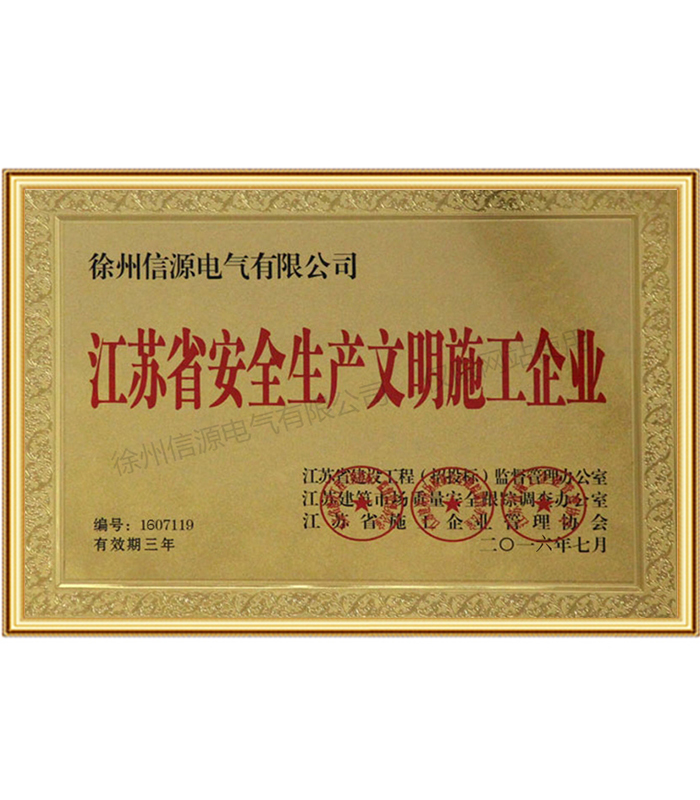 徐州信源电气有限公司
江苏省安全生产文明施工企业
徐州信源电气有限公司
江苏省建设工程（招投标）监督管理办公室
江苏建筑市场质量安全跟踪调查办公室
江苏省施工企业管理协会
编号：1607119
有效期三年
二〇一六年七月